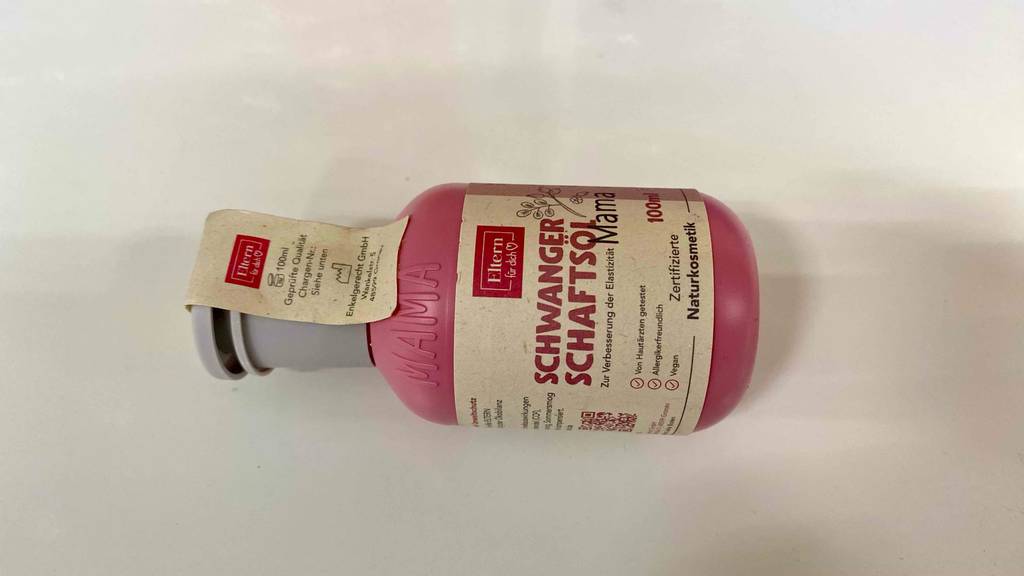 Eltern
für dich
100ml
Geprüfte Qualität
Chargen-Nr.:
Siehe unten
Enkelgerecht GmbH
MAMA
Eltern
für dich
SCHWANGER
SCHAFTSÖL
Mama
Zur Verbesserung der Elastizität
100ml
Von Hautärzten getestet
Allergikerfreundlich
Vegan
Zertifizierte
Naturkosmetik